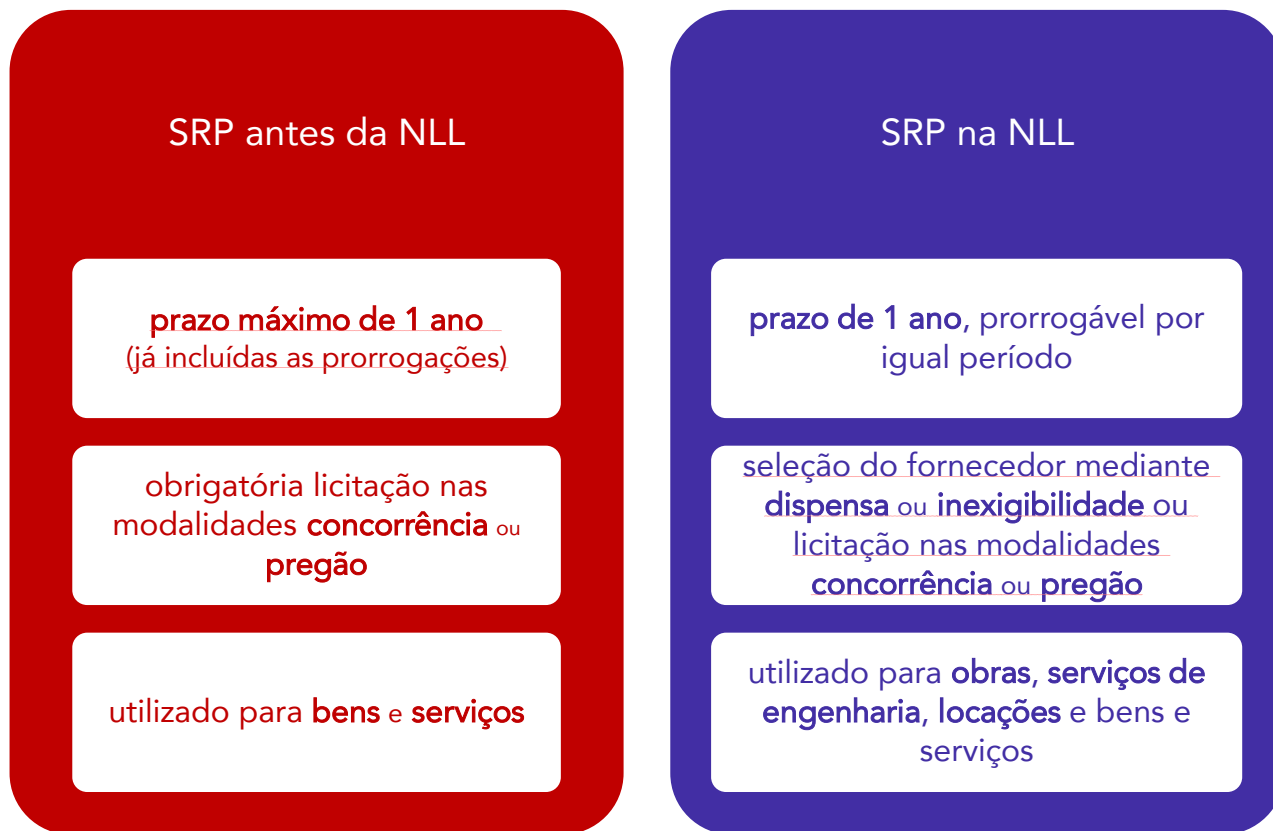 SRP antes da NLL
prazo máximo de 1 ano
(já incluídas as prorrogações)
obrigatória licitação nas
modalidades concorrência ou
pregão
utilizado para bens e serviços
SRP na NLL
prazo de 1 ano, prorrogável por
igual período
seleção do fornecedor mediante
dispensa ou inexigibilidade ou
licitação nas modalidades
concorrência ou pregão
utilizado para obras, serviços de
engenharia, locações e bens e
serviços